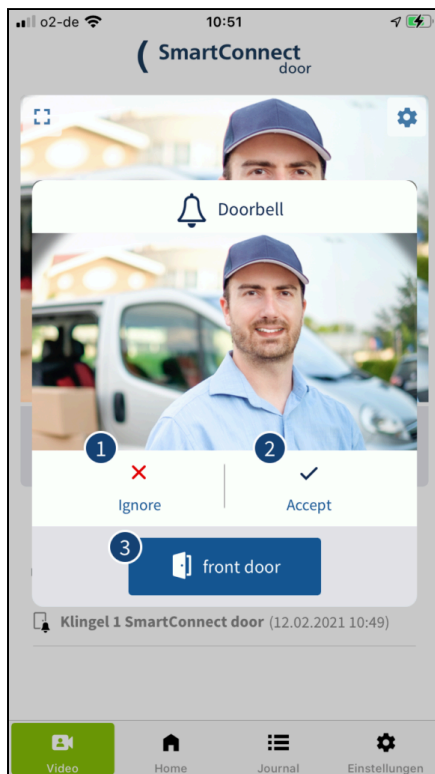 o2-de 10:51
SmartConnect
door
Doorbell
1 2
Ignore Accept
3
front door
Klingel 1 SmartConnect door (12.02.2021 10:49)
Video Home Journal Einstellungen